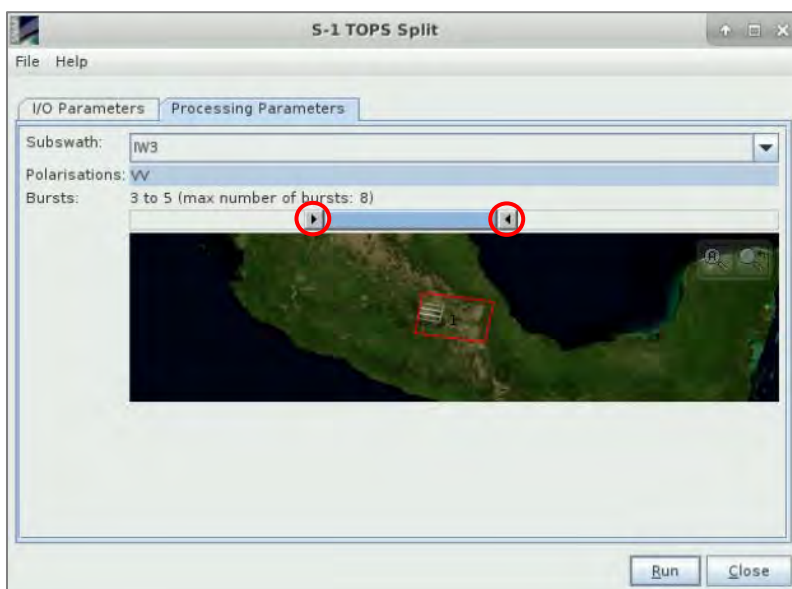 S-1 TOPS Split
File Help
I/O Parameters Processing Parameters
Subswath: IW3
Polarisations: VV
Bursts: 3 to 5 (max number of bursts: 8)
1
Run Close